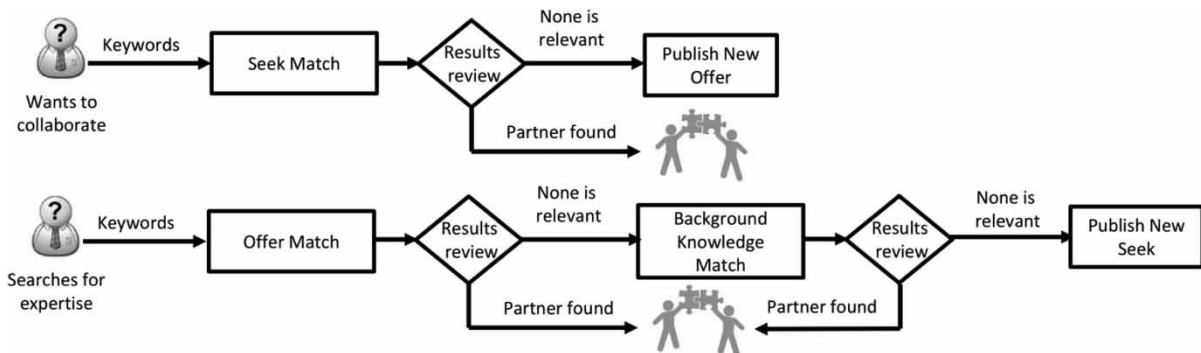 ?
Keywords
Wants to
collaborate
Seek Match
Results
review
None is
relevant
Publish New
Offer
Partner found
?
Keywords
Searches for
expertise
Offer Match
Results
review
None is
relevant
Partner found
Background
Knowledge
Match
Results
review
None is
relevant
Partner found
Publish New
Seek